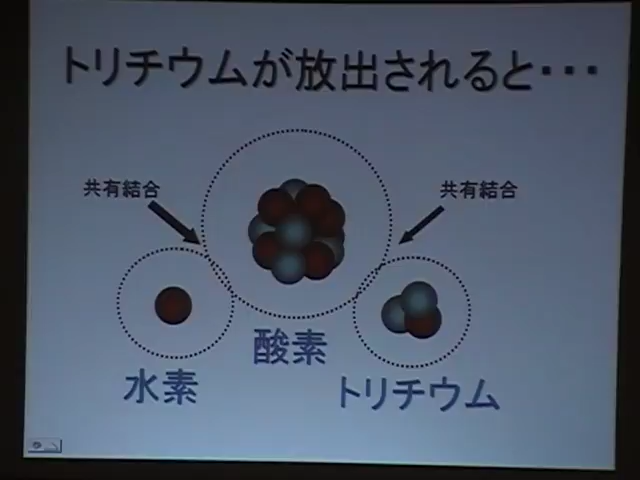 トリチウムが放出されると・・・
共有結合
共有結合
酸素
水素
トリチウム